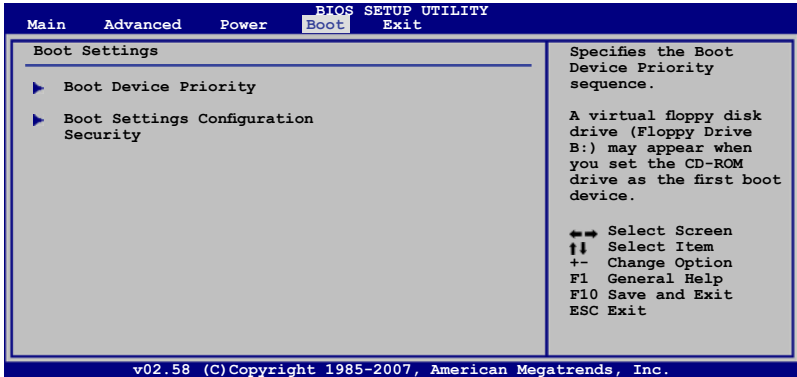 BIOS SETUP UTILITY
Main Advanced Power Boot Exit
Boot Settings
Boot Device Priority
Boot Settings Configuration
Security
Specifies the Boot
Device Priority
sequence.
A virtual floppy disk
drive (Floppy Drive
B:) may appear when
you set the CD-ROM
drive as the first boot
device.
Select Screen
Select Item
+- Change Option
F1 General Help
F10 Save and Exit
ESC Exit
v02.58 (C)Copyright 1985-2007, American Megatrends, Inc.